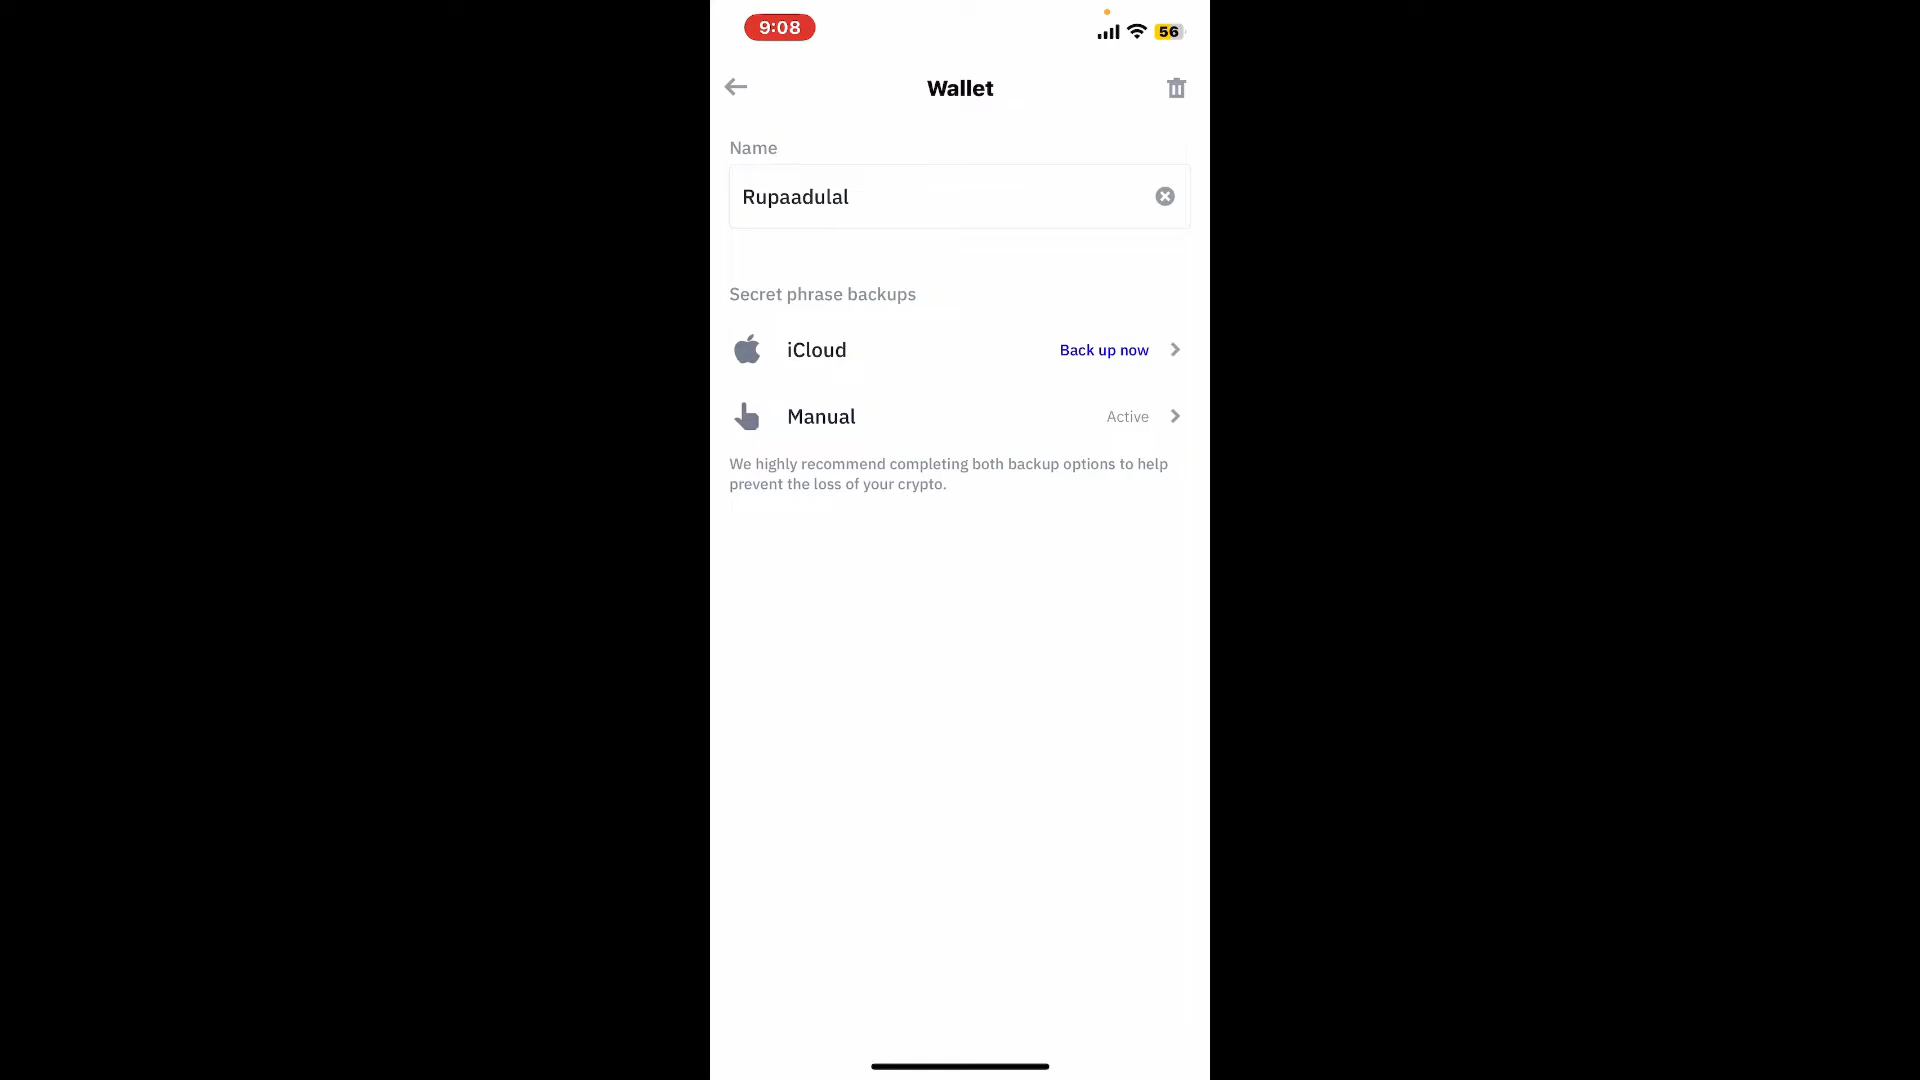 9:08
56
Wallet
Name
Rupaadulal
Secret phrase backups
iCloud Back up now
Manual Active
We highly recommend completing both backup options to help
prevent the loss of your crypto.